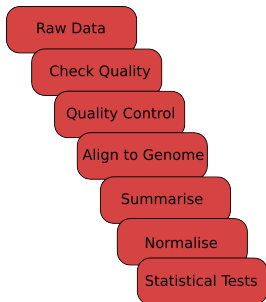 Raw Data
Check Quality
Quality Control
Align to Genome
Summarise
Normalise
Statistical Tests